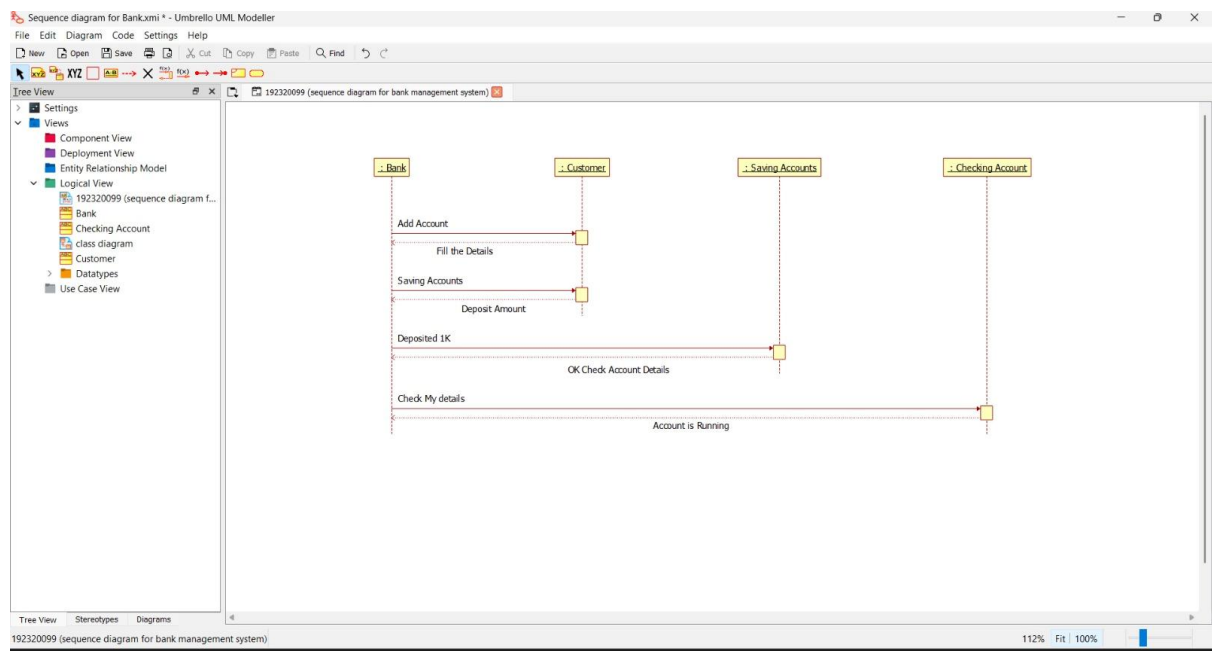 Sequence diagram for Bank.xmi * - Umbrello UML Modeller
File Edit Diagram Code Settings Help
New Open Save Cut Copy Paste Find
XYZ
Tree View
192320099 (sequence diagram for bank management system)
Settings
Views
Component View
Deployment View
Entity Relationship Model
Logical View
192320099 (sequence diagram f...
Bank
Checking Account
class diagram
Customer
Datatypes
Use Case View
: Bank
: Customer
: Saving Accounts
: Checking Account
Add Account
Fill the Details
Saving Accounts
Deposit Amount
Deposited 1K
OK Check Account Details
Check My details
Account is Running
Tree View Stereotypes Diagrams
192320099 (sequence diagram for bank management system)
112% Fit 100%